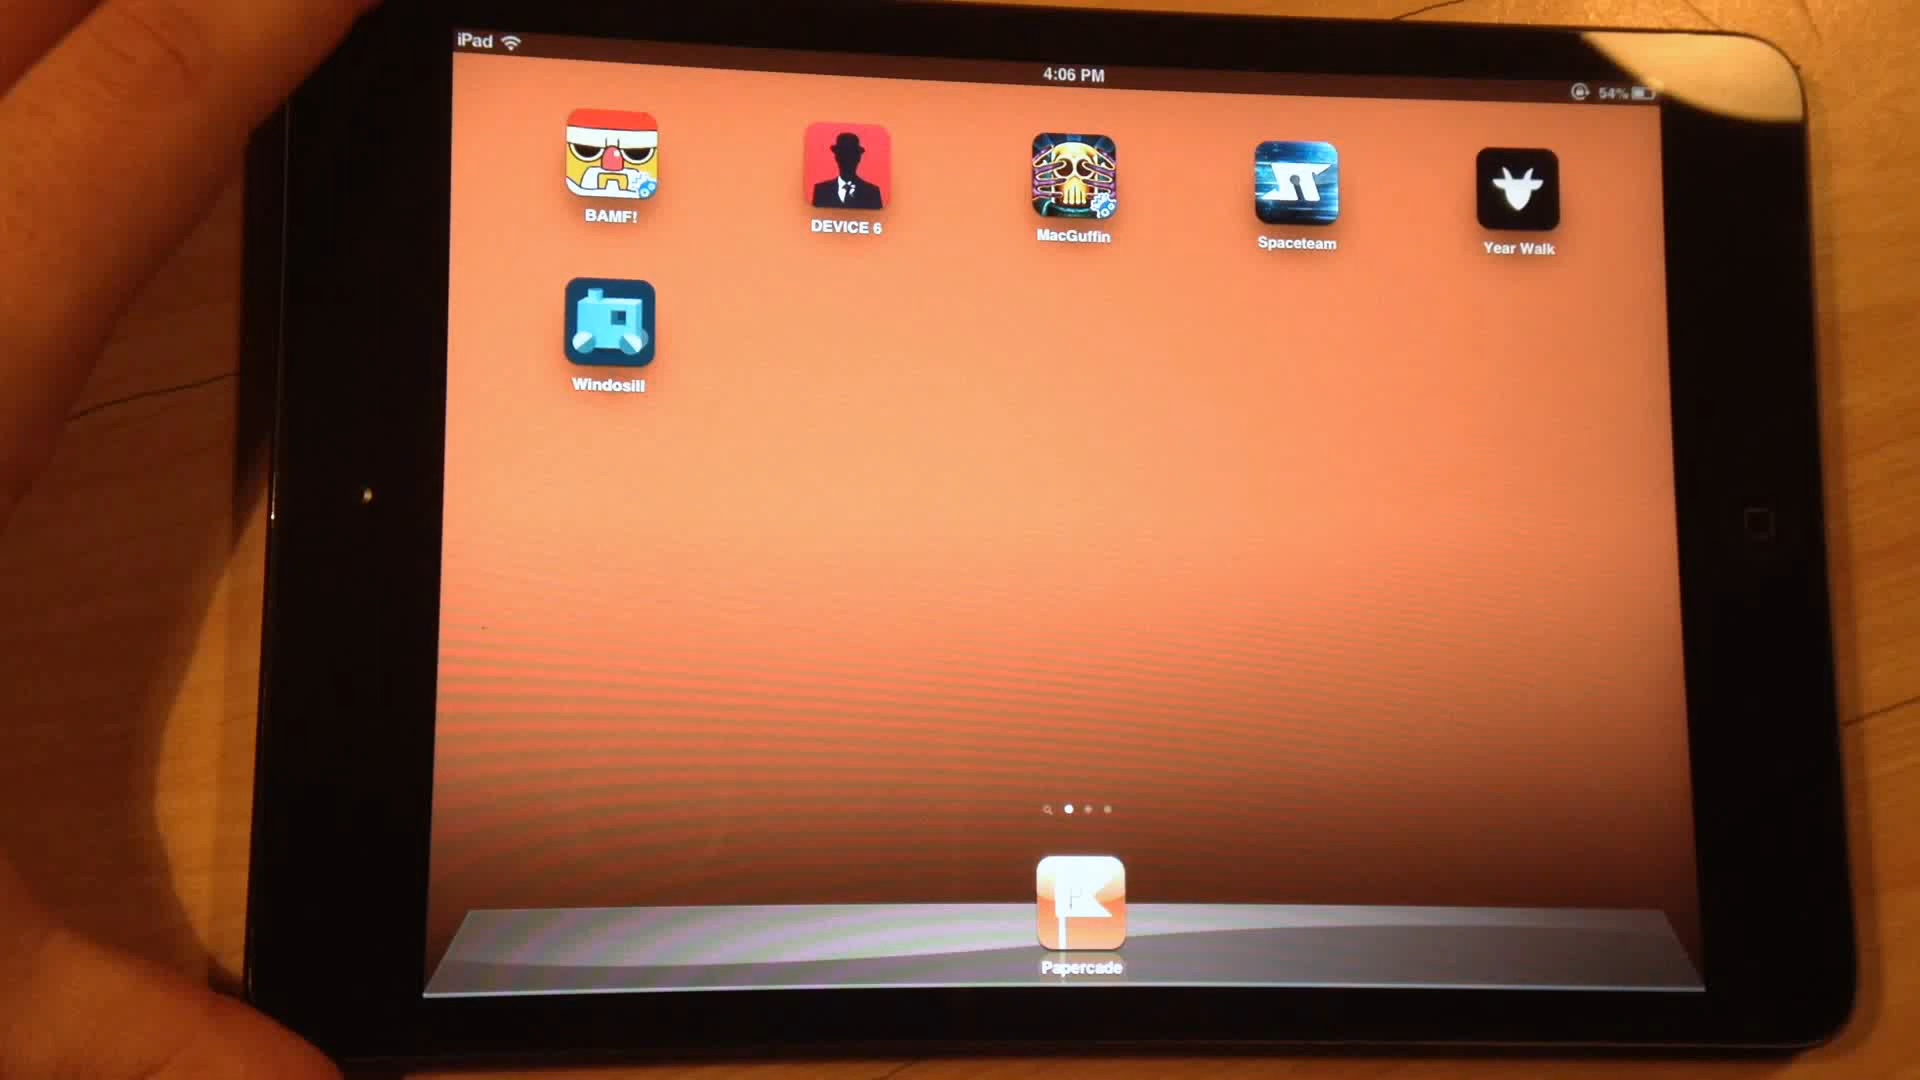 iPad
4:06 PM
54%
BAMF!
DEVICE 6
MacGuffin
Spaceteam
Year Walk
Windosill
P
Papercade